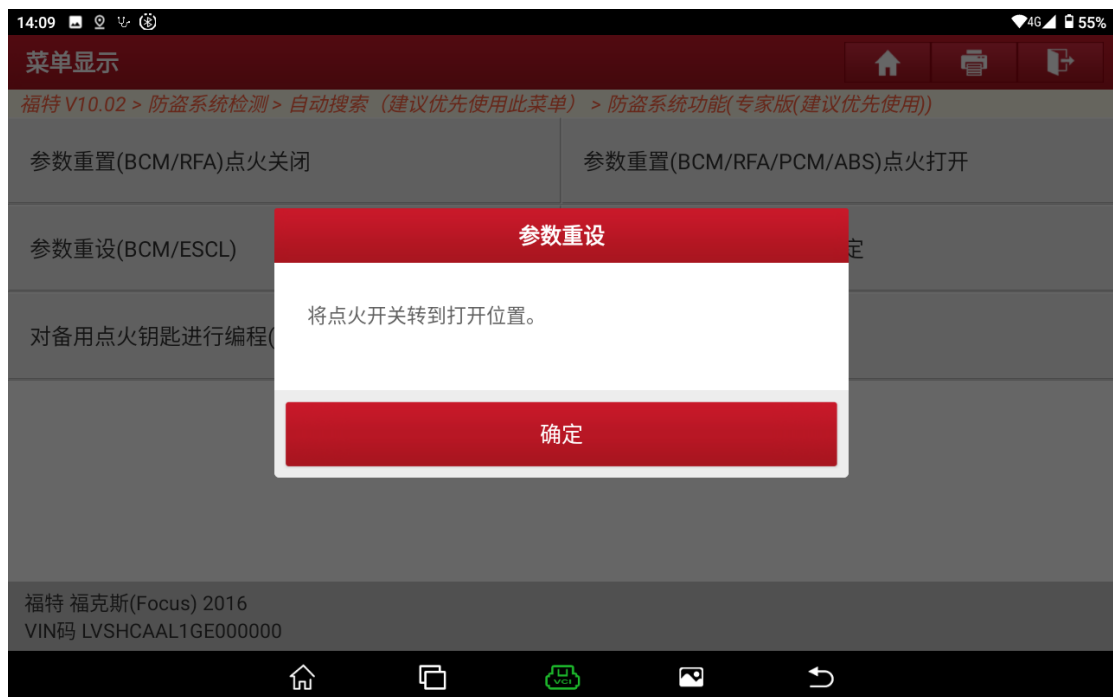 14:09
4G 55%
菜单显示
福特 V10.02 > 防盗系统检测 > 自动搜索（建议优先使用此菜单） > 防盗系统功能(专家版(建议优先使用))
参数重置(BCM/RFA)点火关闭
参数重置(BCM/RFA/PCM/ABS)点火打开
参数重设(BCM/ESCL)
定
对备用点火钥匙进行编程(
参数重设
将点火开关转到打开位置。
确定
福特 福克斯(Focus) 2016
VIN码 LVSHCAAL1GE000000
VCI